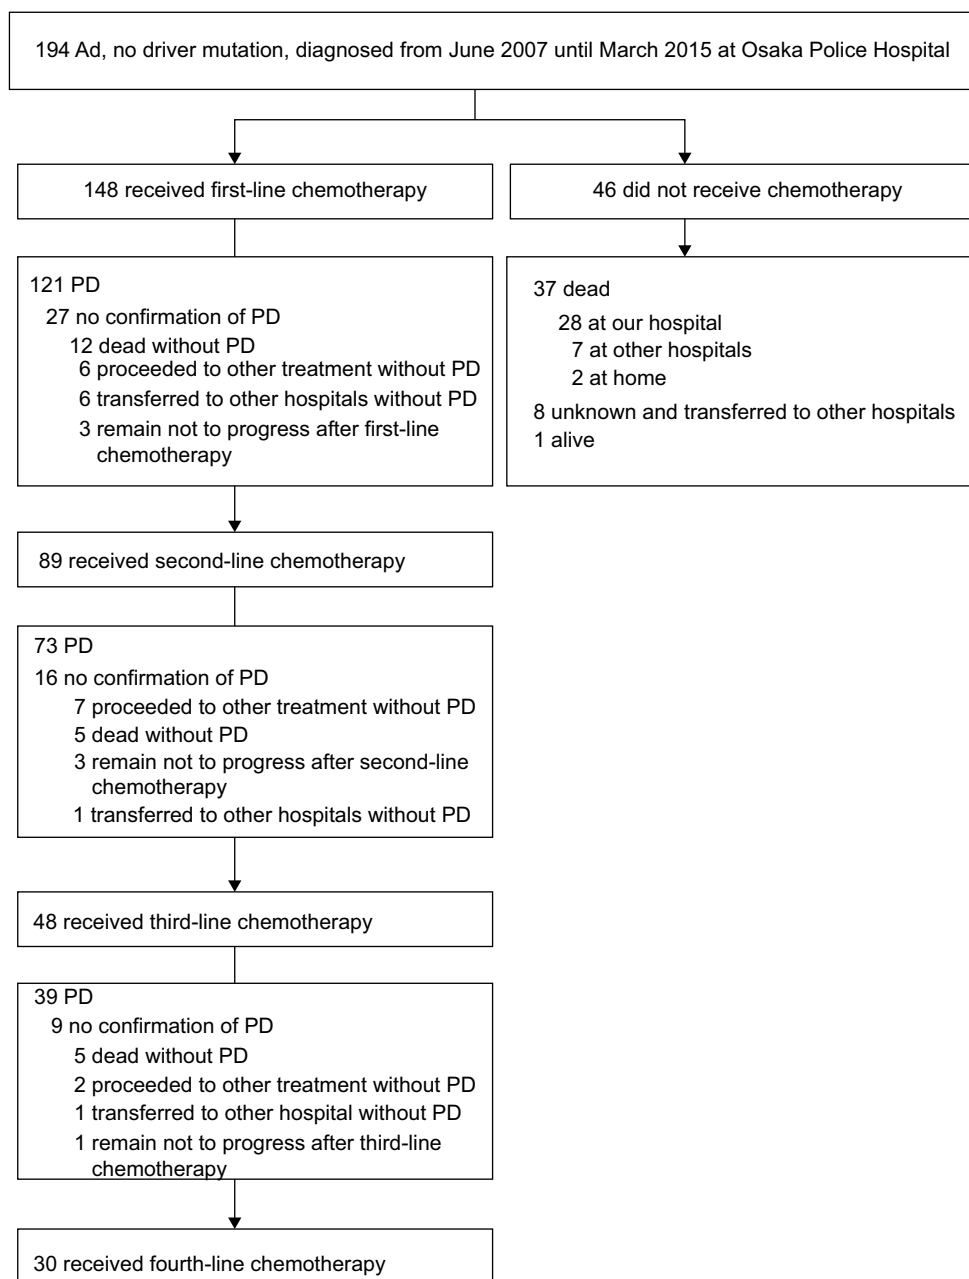 194 Ad, no driver mutation, diagnosed from June 2007 until March 2015 at Osaka Police Hospital
148 received first-line chemotherapy
46 did not receive chemotherapy
121 PD
27 no confirmation of PD
12 dead without PD
6 proceeded to other treatment without PD
6 transferred to other hospitals without PD
3 remain not to progress after first-line
chemotherapy
37 dead
28 at our hospital
7 at other hospitals
2 at home
8 unknown and transferred to other hospitals
1 alive
89 received second-line chemotherapy
73 PD
16 no confirmation of PD
7 proceeded to other treatment without PD
5 dead without PD
3 remain not to progress after second-line
chemotherapy
1 transferred to other hospitals without PD
48 received third-line chemotherapy
39 PD
9 no confirmation of PD
5 dead without PD
2 proceeded to other treatment without PD
1 transferred to other hospital without PD
1 remain not to progress after third-line
chemotherapy
30 received fourth-line chemotherapy